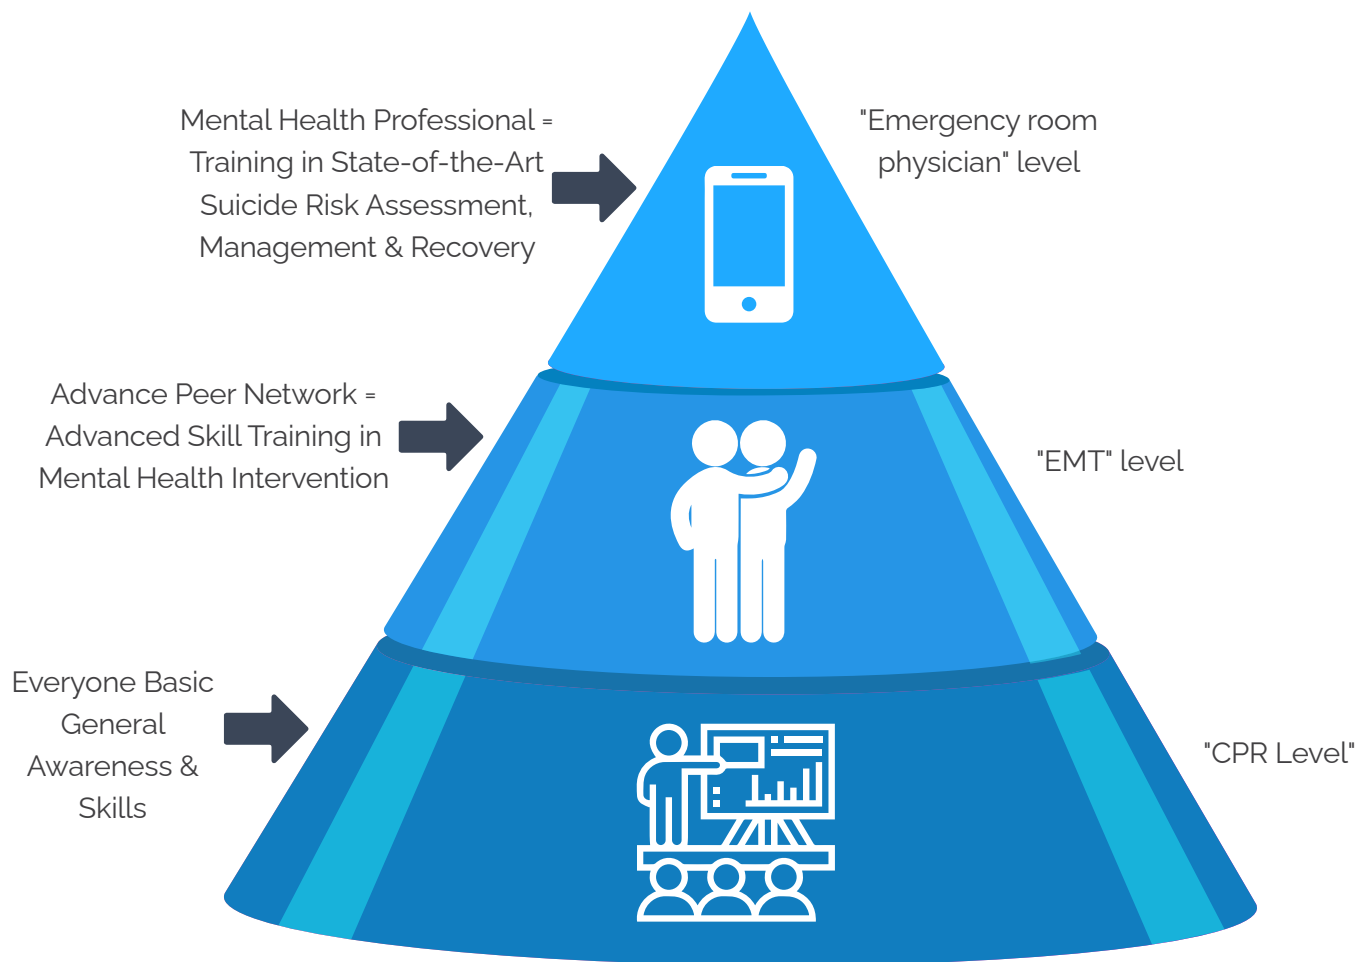 Mental Health Professional =
Training in State-of-the-Art
Suicide Risk Assessment,
Management & Recovery
"Emergency room
physician" level
Advance Peer Network =
Advanced Skill Training in
Mental Health Intervention
"EMT" level
Everyone Basic
General
Awareness &
Skills
"CPR Level"